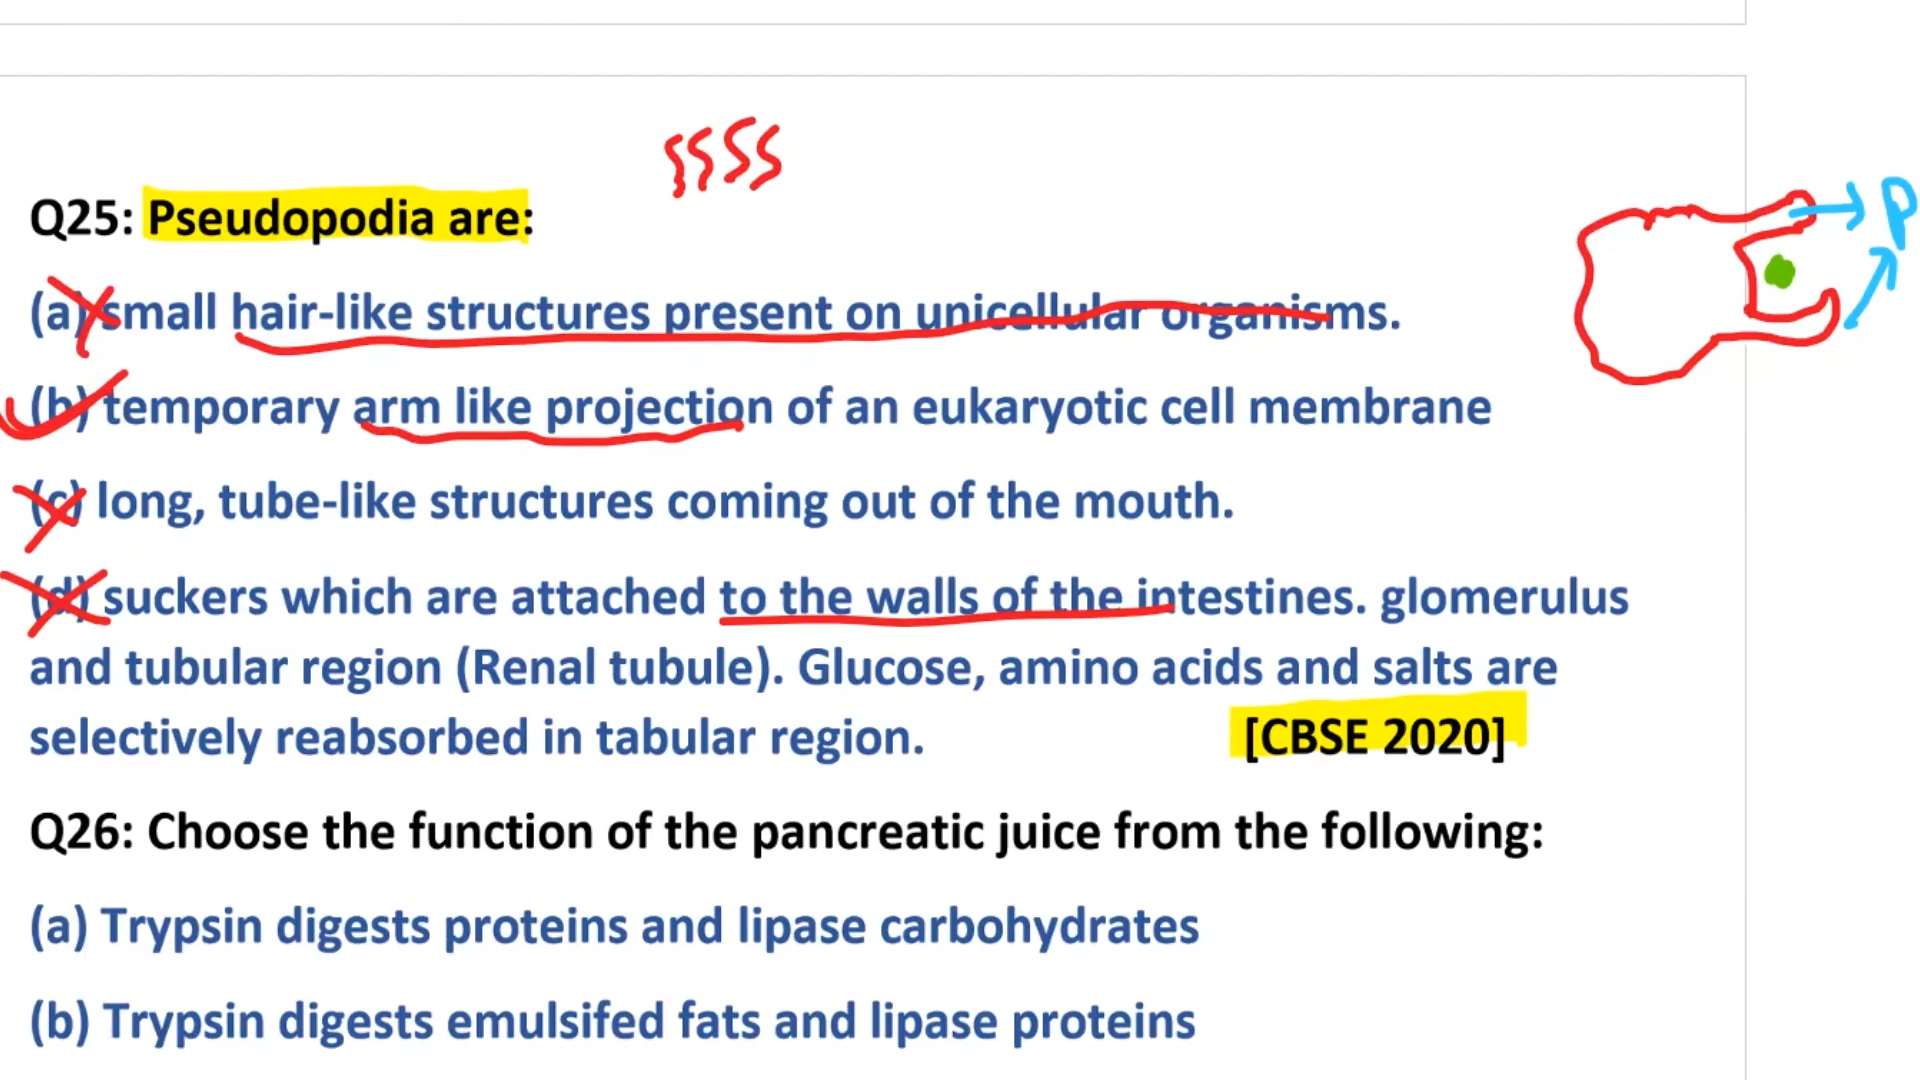 Q25: Pseudopodia are:
(a) small hair-like structures present on unicellular organisms.
(b) temporary arm like projection of an eukaryotic cell membrane
(c) long, tube-like structures coming out of the mouth.
(d) suckers which are attached to the walls of the intestines. glomerulus
and tubular region (Renal tubule). Glucose, amino acids and salts are
selectively reabsorbed in tabular region. [CBSE 2020]
P
Q26: Choose the function of the pancreatic juice from the following:
(a) Trypsin digests proteins and lipase carbohydrates
(b) Trypsin digests emulsifed fats and lipase proteins